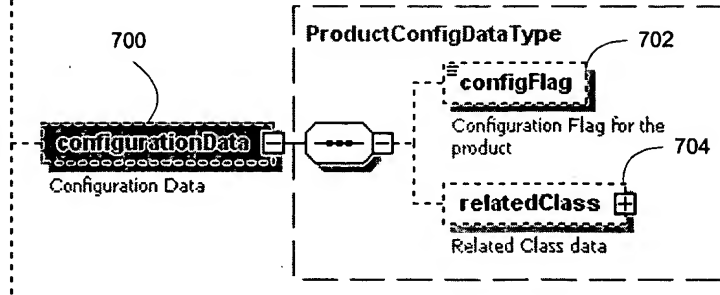 700
ProductConfigDataType
702
configFlag
Configuration Flag for the
product
704
configurationData
Configuration Data
relatedClass
Related Class data